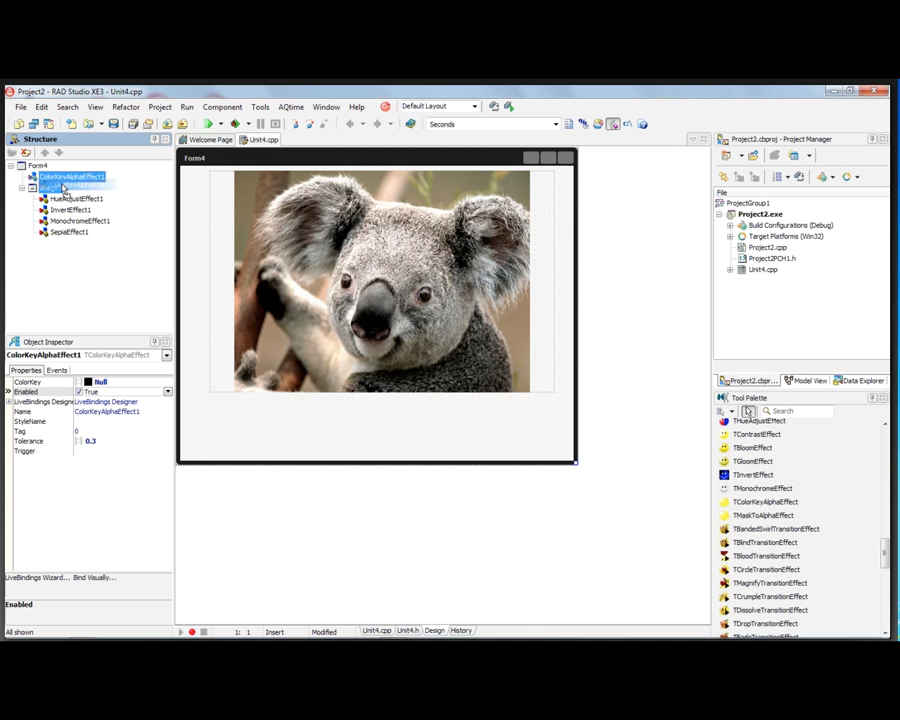 Project2 - RAD Studio XE3 - Unit4.cpp
File Edit Search View Refactor Project Run Component Tools AQtime Window Help Default Layout
Seconds
Structure
Welcome Page Unit4.cpp
Project2.cbproj - Project Manager
Form4
ColorKeyAlphaEffect1
HueAdjustEffect1
InvertEffect1
MonochromeEffect1
SepiaEffect1
Form4
File
ProjectGroup1
Project2.exe
Build Configurations (Debug)
Target Platforms (Win32)
Project2.cpp
Project2PCH1.h
Unit4.cpp
Object Inspector
ColorKeyAlphaEffect1 TColorKeyAlphaEffect
Properties Events
ColorKey Null
Enabled True
LiveBindings Designe LiveBindings Designer
Name ColorKeyAlphaEffect1
StyleName
Tag 0
Tolerance 0.3
Trigger
LiveBindings Wizard... Bind Visually...
Enabled
All shown
Project2.cbpr... Model View Data Explorer
Tool Palette
Search
THueAdjustEffect
TContrastEffect
TBloomEffect
TGloomEffect
TInvertEffect
TMonochromeEffect
TColorKeyAlphaEffect
TMaskToAlphaEffect
TBandedSwirlTransitionEffect
TBlindTransitionEffect
TBloodTransitionEffect
TCircleTransitionEffect
TMagnifyTransitionEffect
TCrumpleTransitionEffect
TDissolveTransitionEffect
TDropTransitionEffect
TFadeTransitionEffect
1: 1 Insert Modified Unit4.cpp Unit4.h Design History